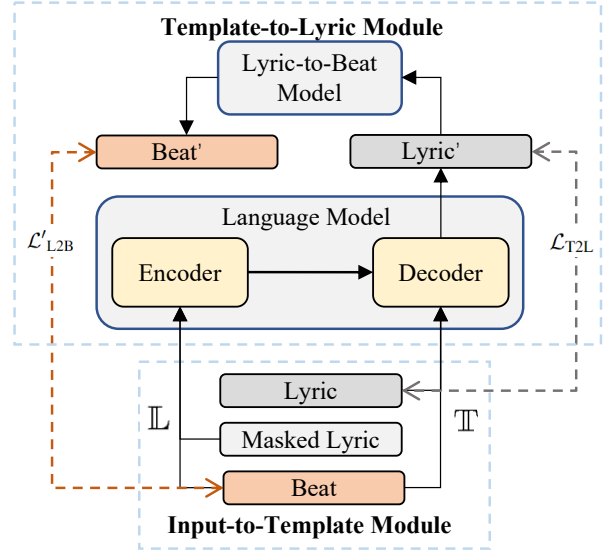 Template-to-Lyric Module
Lyric-to-Beat
Model
Beat'
Lyric'
Language Model
ℒ'L2B
ℒT2L
Encoder
Decoder
Lyric
𝕃
𝕋
Masked Lyric
Beat
Input-to-Template Module